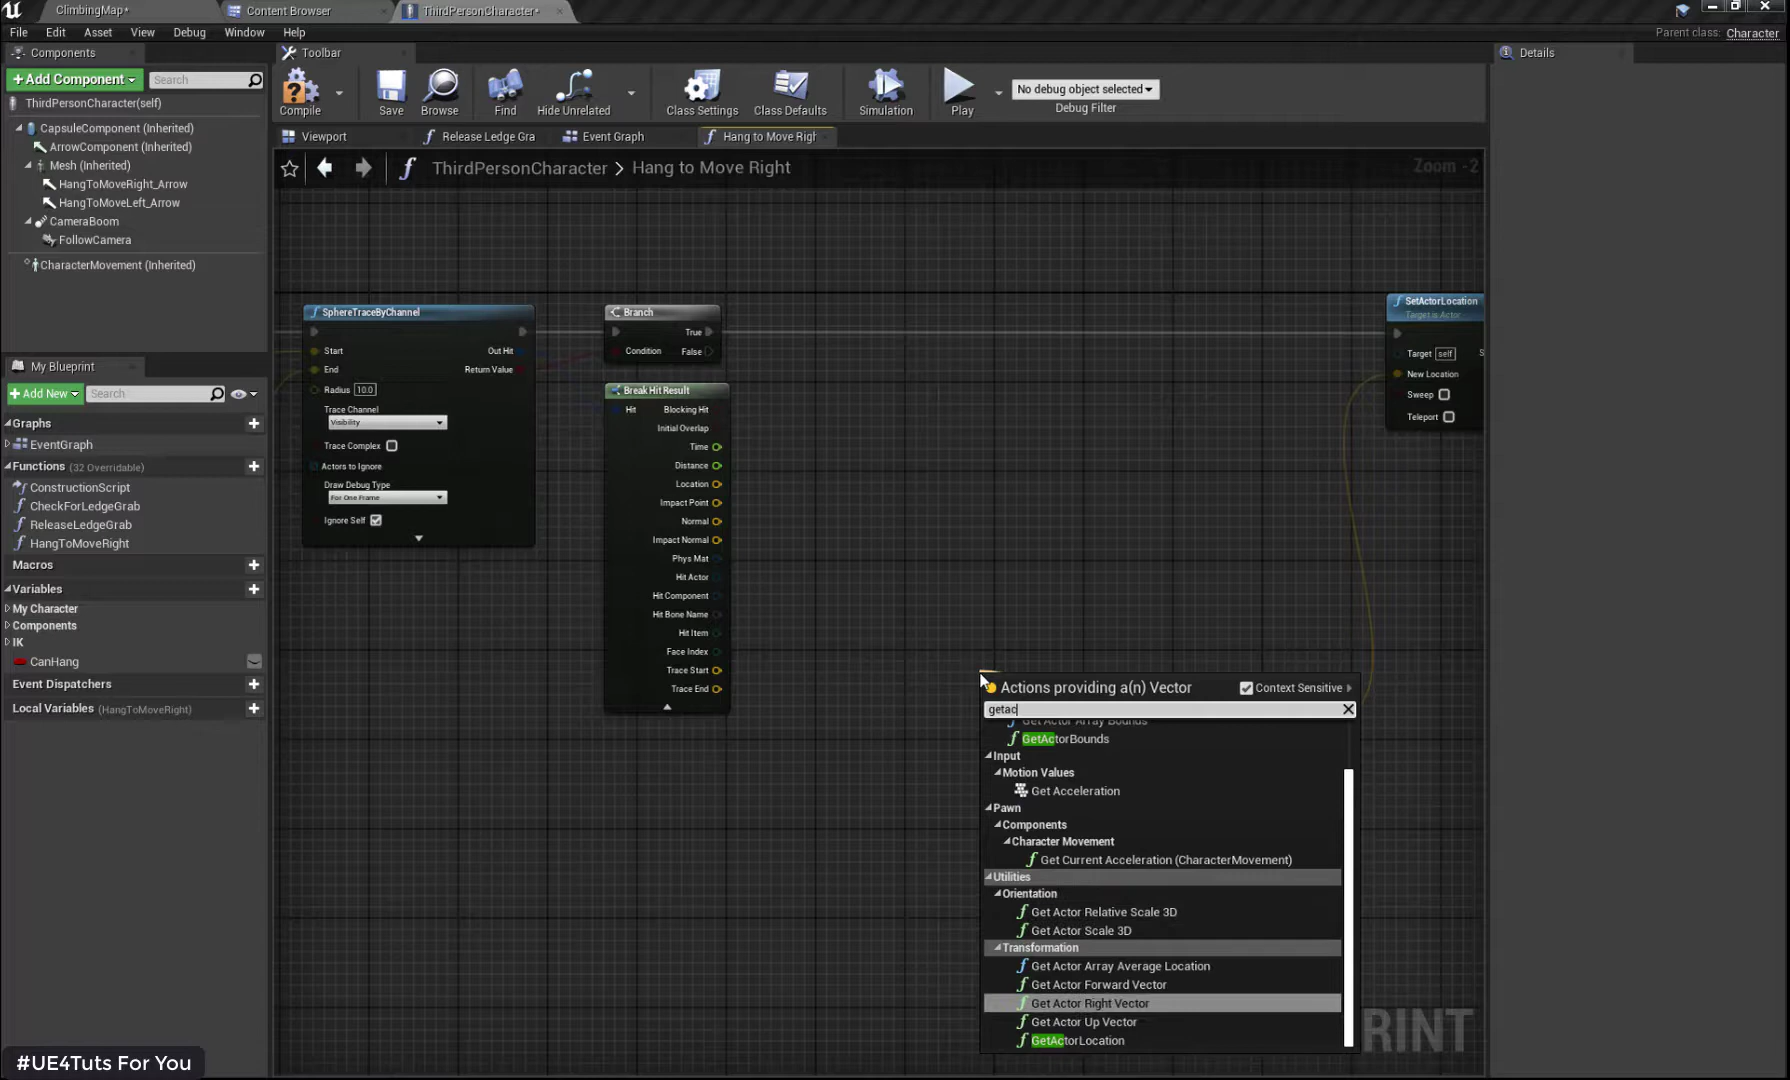 ClimbingMap*
Content Browser
ThirdPersonCharacter*
File Edit Asset View Debug Window Help
Parent class: Character
Components
Toolbar
Details
+Add Component
Search
Compile
Save
Browse
Find
Hide Unrelated
Class Settings
Class Defaults
Simulation
Play
No debug object selected
Debug Filter
ThirdPersonCharacter(self)
CapsuleComponent (Inherited)
ArrowComponent (Inherited)
Mesh (Inherited)
HangToMoveRight_Arrow
HangToMoveLeft_Arrow
CameraBoom
FollowCamera
CharacterMovement (Inherited)
Viewport
Release Ledge Gra
Event Graph
Hang to Move Righ
ThirdPersonCharacter > Hang to Move Right
Zoom -2
My Blueprint
+Add New
Search
Graphs
EventGraph
Functions (32 Overridable)
ConstructionScript
CheckForLedgeGrab
ReleaseLedgeGrab
HangToMoveRight
Macros
Variables
My Character
Components
IK
CanHang
Event Dispatchers
Local Variables (HangToMoveRight)
SphereTraceByChannel
Start
Out Hit
End
Return Value
Radius 10.0
Trace Channel
Visibility
Trace Complex
Actors to Ignore
Draw Debug Type
For One Frame
Ignore Self
Branch
True
Condition
False
Break Hit Result
Hit
Blocking Hit
Initial Overlap
Time
Distance
Location
Impact Point
Normal
Impact Normal
Phys Mat
Hit Actor
Hit Component
Hit Bone Name
Hit Item
Face Index
Trace Start
Trace End
SetActorLocation
Target is Actor
Target self
New Location
Sweep
Teleport
Actions providing a(n) Vector
Context Sensitive
getac
Get Actor Array Bounds
GetActorBounds
Input
Motion Values
Get Acceleration
Pawn
Components
Character Movement
Get Current Acceleration (CharacterMovement)
Utilities
Orientation
Get Actor Relative Scale 3D
Get Actor Scale 3D
Transformation
Get Actor Array Average Location
Get Actor Forward Vector
Get Actor Right Vector
Get Actor Up Vector
GetActorLocation
RINT
#UE4Tuts For You